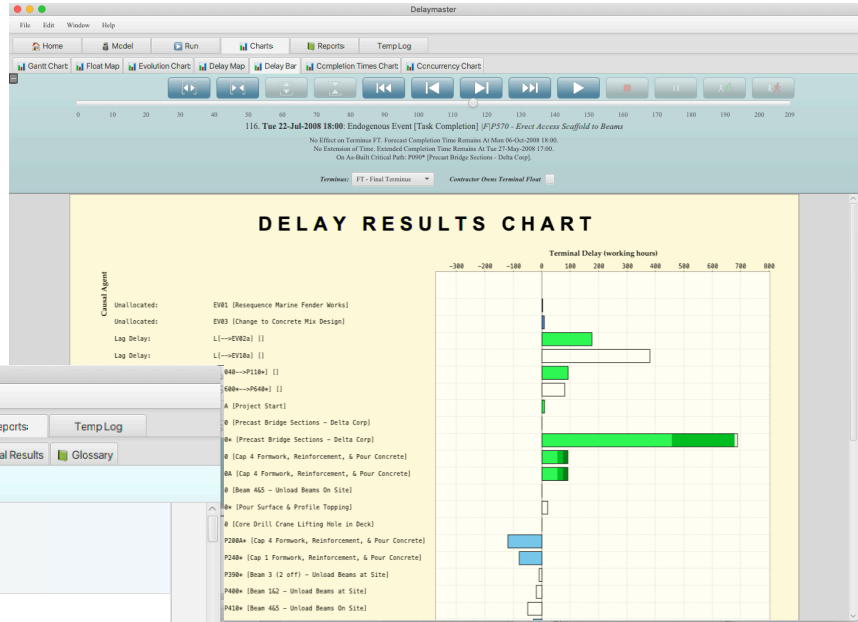 Delaymaster
File Edit Window Help
Home Model Run Charts Reports Temp Log
Gantt Chart Float Map Evolution Chart Delay Map Delay Bar Completion Times Chart Concurrency Chart
0 10 20 30 40 50 60 70 80 90 100 110 120 130 140 150 160 170 180 190 200 209
116. Tue 22-Jul-2008 18:00: Endogenous Event [Task Completion] |F|P570 - Erect Access Scaffold to Beams
No Effect on Terminus FT. Forecast Completion Time Remains At Mon 06-Oct-2008 18:00.
No Extension of Time. Extended Completion Time Remains At Tue 27-May-2008 17:00.
On As-Built Critical Path: P090* [Precast Bridge Sections - Delta Corp].
Terminus: FT - Final Terminus Contractor Owns Terminal Float
DELAY RESULTS CHART
Terminal Delay (working hours)
-300 -200 -100 0 100 200 300 400 500 600 700 800
Causal Agent
Unallocated: EV01 [Resequence Marine Fender Works]
Unallocated: EV03 [Change to Concrete Mix Design]
Lag Delay: L[-->EV02a] []
Lag Delay: L[-->EV10a] []
040-->P110*] []
600*-->P640*] []
A [Project Start]
0 [Precast Bridge Sections - Delta Corp]
0* [Precast Bridge Sections - Delta Corp]
0 [Cap 4 Formwork, Reinforcement, & Pour Concrete]
0A [Cap 4 Formwork, Reinforcement, & Pour Concrete]
0 [Beam 4&5 - Unload Beams On Site]
0* [Pour Surface & Profile Topping]
0 [Core Drill Crane Lifting Hole in Deck]
P200A* [Cap 4 Formwork, Reinforcement, & Pour Concrete]
P240* [Cap 1 Formwork, Reinforcement, & Pour Concrete]
P390* [Beam 3 (2 off) - Unload Beams at Site]
P400* [Beam 1&2 - Unload Beams at Site]
P410* [Beam 4&5 - Unload Beams On Site]
eports Temp Log
al Results Glossary